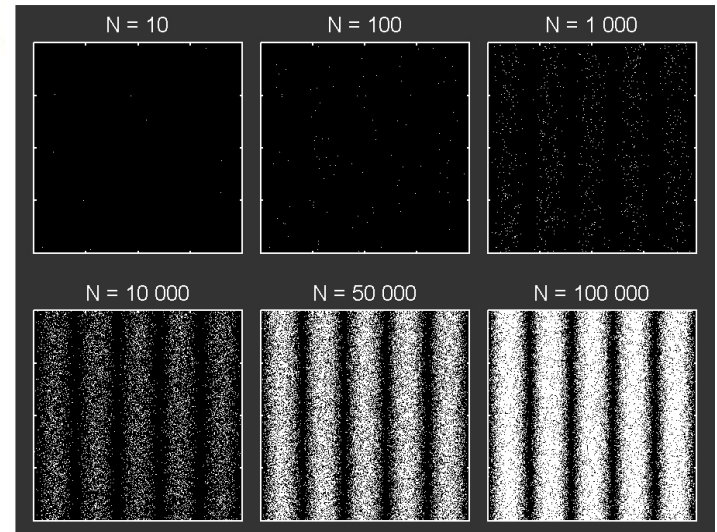 N = 10
N = 100
N = 1 000
N = 10 000
N = 50 000
N = 100 000